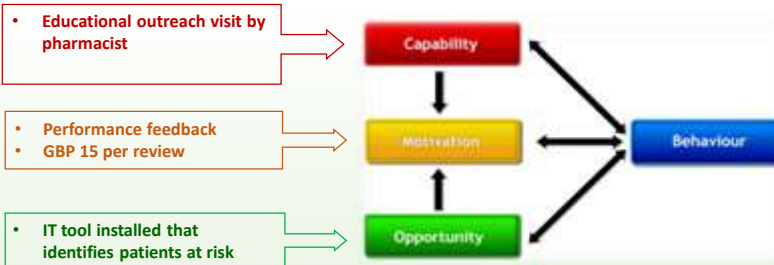 • Educational outreach visit by
pharmacist
Capability
• Performance feedback
• GBP 15 per review
Motivation
Behaviour
• IT tool installed that
identifies patients at risk
Opportunity